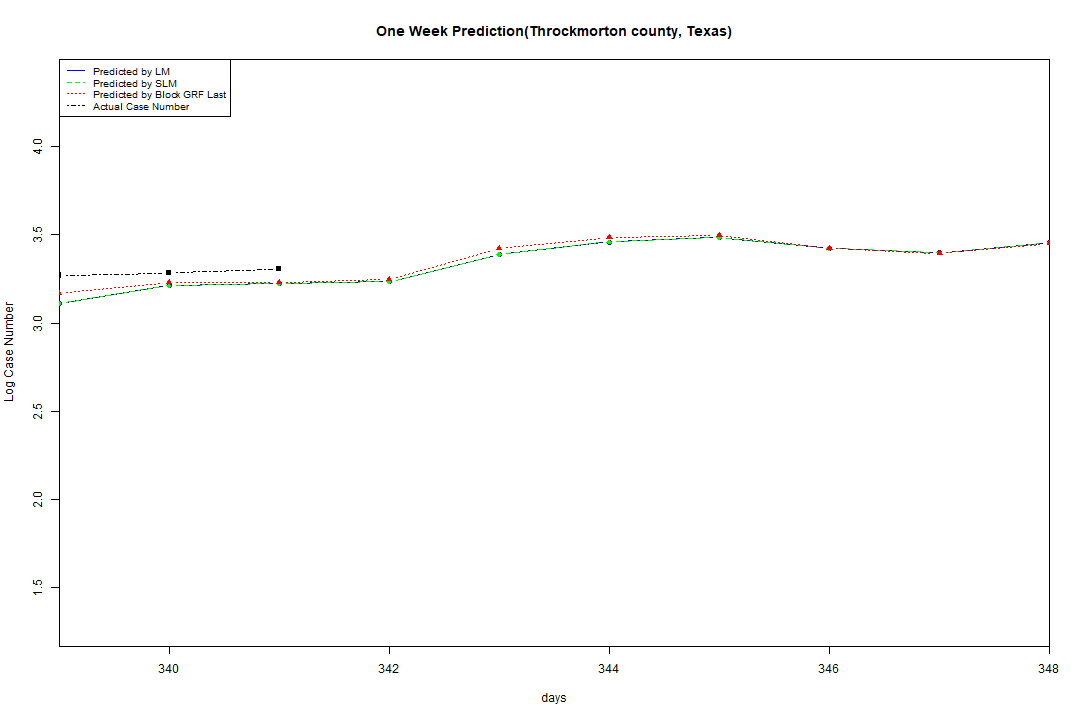 One Week Prediction(Throckmorton county, Texas)
Predicted by LM
Predicted by SLM
Predicted by Block GRF Last
Actual Case Number
Log Case Number
4.0
3.5
3.0
2.5
2.0
1.5
340 342 344 346 348
days